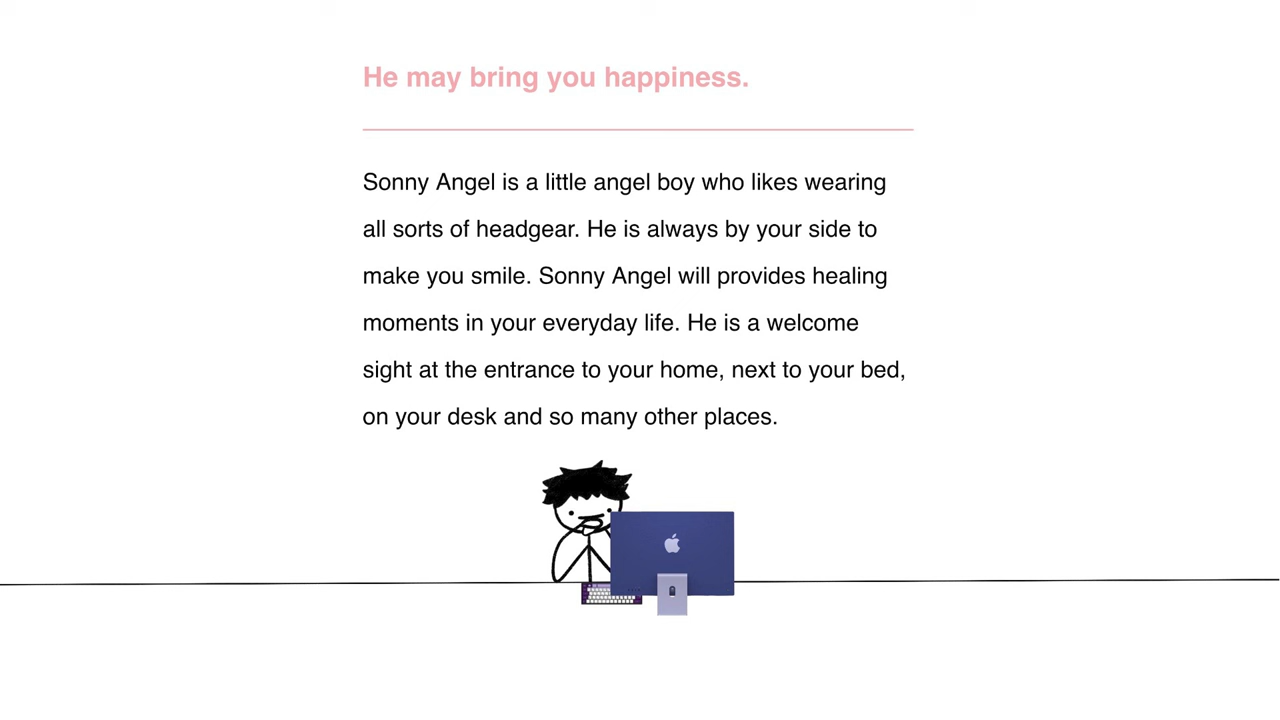 He may bring you happiness.
Sonny Angel is a little angel boy who likes wearing
all sorts of headgear. He is always by your side to
make you smile. Sonny Angel will provides healing
moments in your everyday life. He is a welcome
sight at the entrance to your home, next to your bed,
on your desk and so many other places.